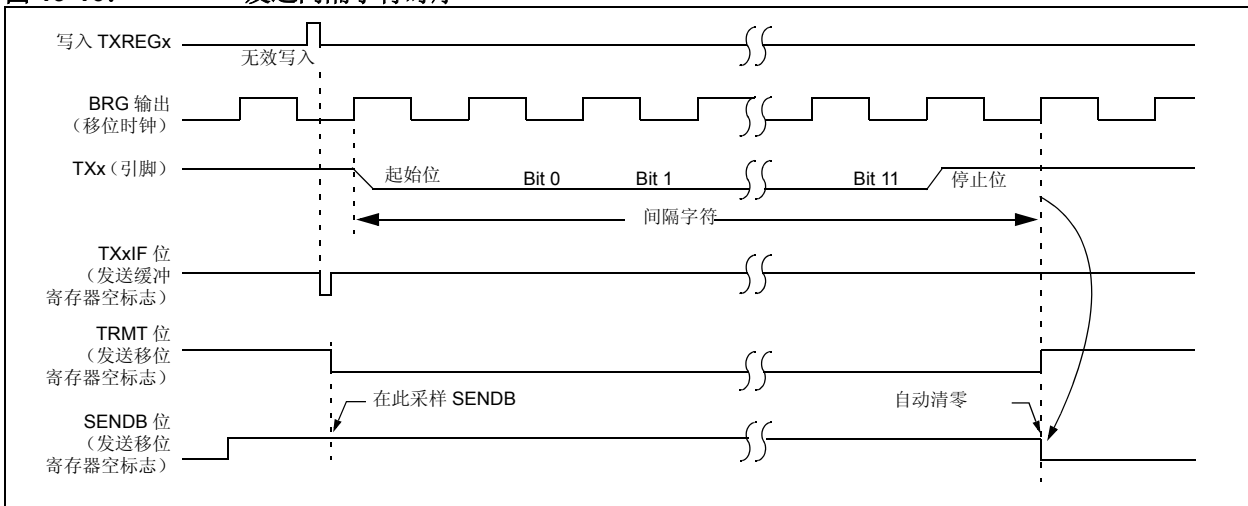 写入 TXREGx
无效写入
BRG 输出
（移位时钟）
TXx（引脚）
起始位
Bit 0
Bit 1
Bit 11
停止位
间隔字符
TXxIF 位
（发送缓冲
寄存器空标志）
TRMT 位
（发送移位
寄存器空标志）
在此采样 SENDB
自动清零
SENDB 位
（发送移位
寄存器空标志）